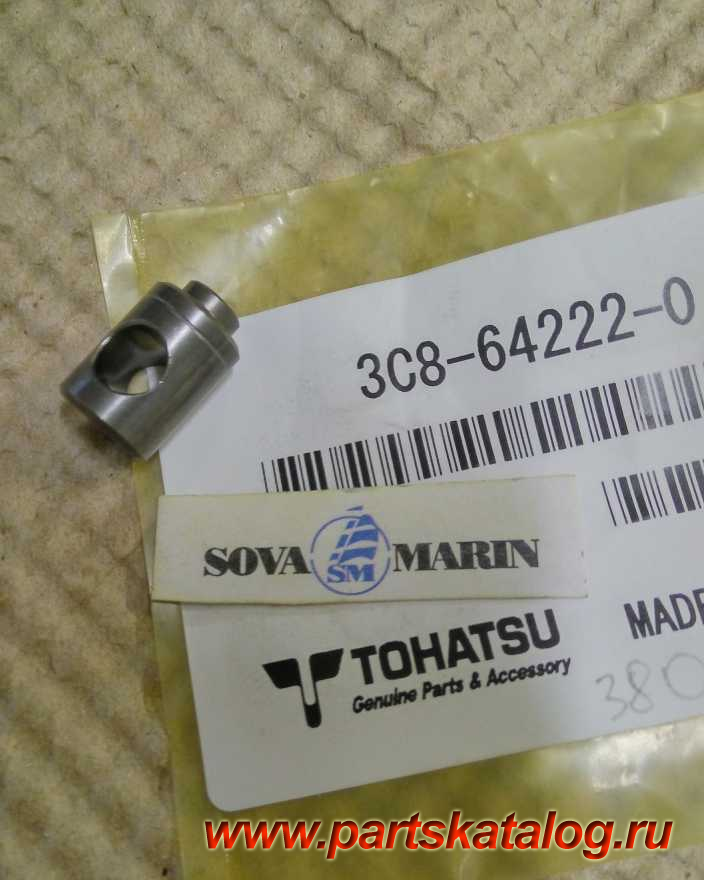 3C8-64222-0
SOVA SM MARIN
MADE
TOHATSU
Genuine Parts & Accessory
380
www.partskatalog.ru